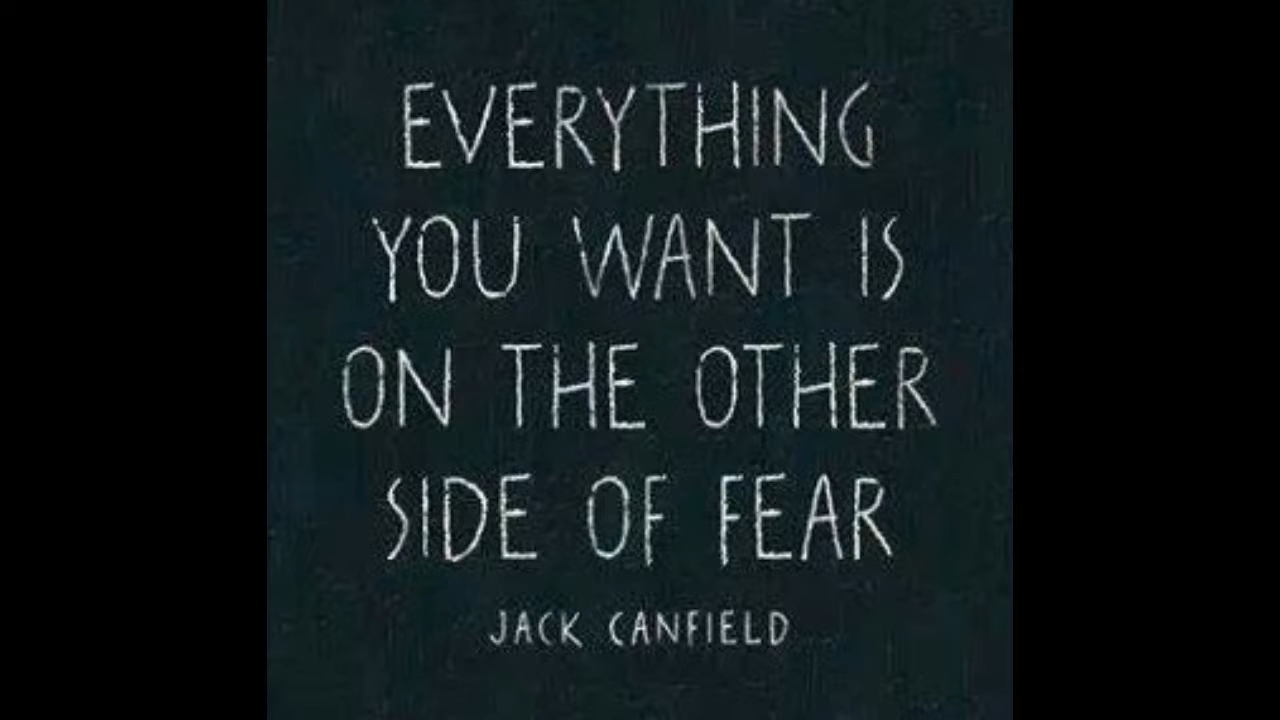 EVERYTHING
YOU WANT IS
ON THE OTHER
SIDE OF FEAR
JACK CANFIELD